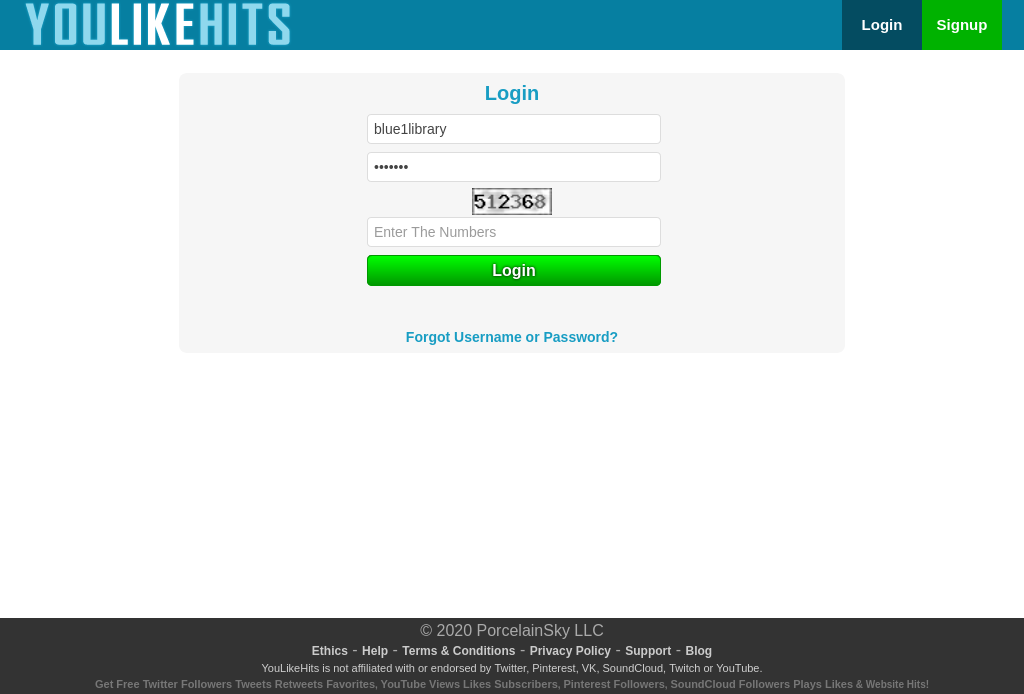 YOULIKEHITS
Login Signup
Login
blue1library
•••••••
512368
Enter The Numbers
Login
Forgot Username or Password?
© 2020 PorcelainSky LLC
Ethics - Help - Terms & Conditions - Privacy Policy - Support - Blog
YouLikeHits is not affiliated with or endorsed by Twitter, Pinterest, VK, SoundCloud, Twitch or YouTube.
Get Free Twitter Followers Tweets Retweets Favorites, YouTube Views Likes Subscribers, Pinterest Followers, SoundCloud Followers Plays Likes & Website Hits!